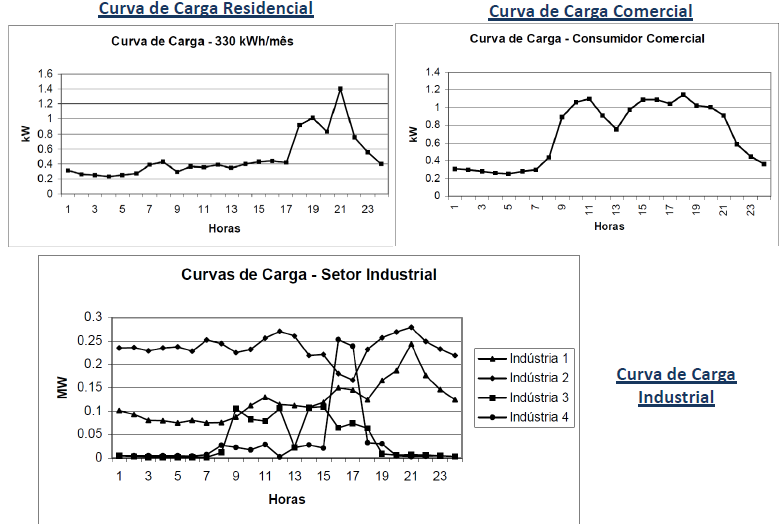 Curva de Carga Residencial
Curva de Carga - 330 kWh/mês
kW
1.6
1.4
1.2
1
0.8
0.6
0.4
0.2
0
1 3 5 7 9 11 13 15 17 19 21 23
Horas
Curva de Carga Comercial
Curva de Carga - Consumidor Comercial
kW
1.4
1.2
1
0.8
0.6
0.4
0.2
0
1 3 5 7 9 11 13 15 17 19 21 23
Horas
Curvas de Carga - Setor Industrial
MW
0.3
0.25
0.2
0.15
0.1
0.05
0
1 3 5 7 9 11 13 15 17 19 21 23
Horas
Indústria 1
Indústria 2
Indústria 3
Indústria 4
Curva de Carga
Industrial